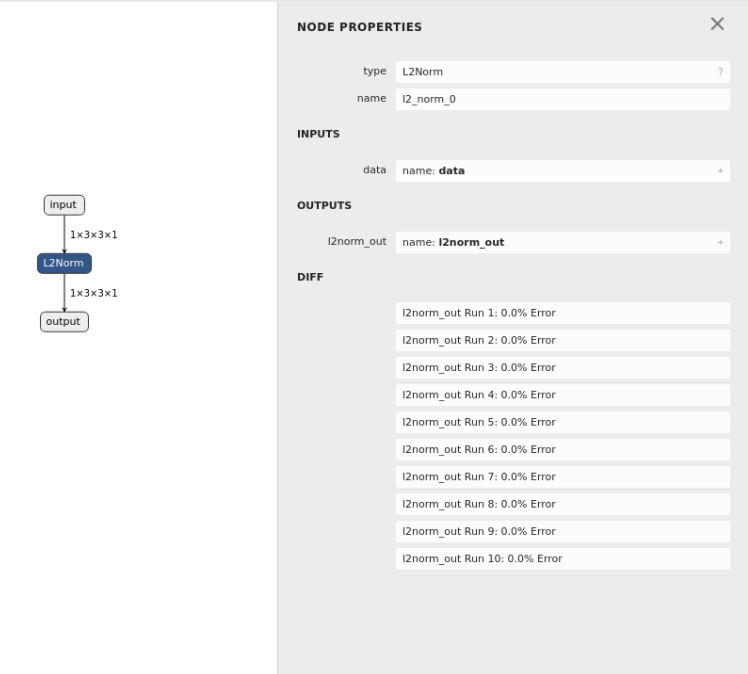 NODE PROPERTIES
type L2Norm ?
name l2_norm_0
INPUTS
data name: data +
OUTPUTS
l2norm_out name: l2norm_out +
DIFF
l2norm_out Run 1: 0.0% Error
l2norm_out Run 2: 0.0% Error
l2norm_out Run 3: 0.0% Error
l2norm_out Run 4: 0.0% Error
l2norm_out Run 5: 0.0% Error
l2norm_out Run 6: 0.0% Error
l2norm_out Run 7: 0.0% Error
l2norm_out Run 8: 0.0% Error
l2norm_out Run 9: 0.0% Error
l2norm_out Run 10: 0.0% Error
input
1×3×3×1
L2Norm
1×3×3×1
output